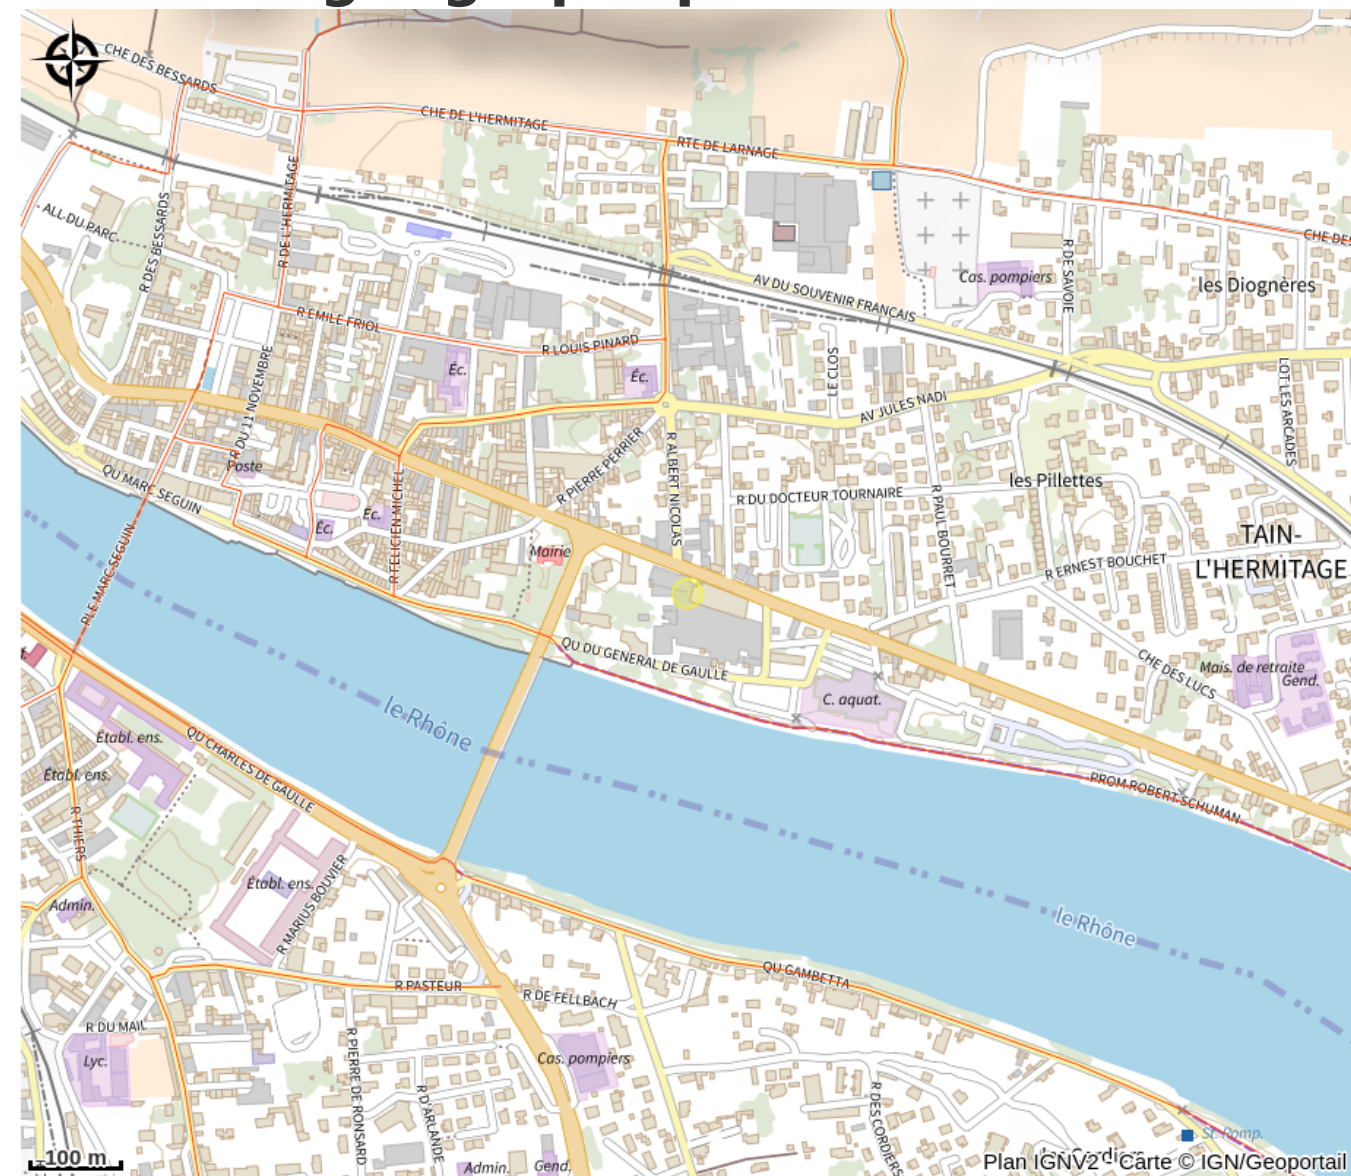 CHE DES BESSARDS
CHE DE L'HERMITAGE
RTE DE LARNAGE
ALL DU PARC
R DES BESSARDS
R DE L'HERMITAGE
CHE DES
Cas. pompiers
R DE SAVOIE
les Diognères
AV DU SOUVENIR FRANCAIS
R EMILE FRIOL
R LOUIS PINARD
Éc.
Éc.
LE CLOS
AV JULES NADI
LOT LES ARCADES
R DU 11 NOVEMBRE
R PIERRE PERRIER
R ALBERT NICOLAS
Poste
QU MARC SEGUIN
R FELICIEN MICHEL
R DU DOCTEUR TOURNAIRE
R PAUL BOURRET
les Pillettes
Éc.
Éc.
Mairie
TAIN-
L'HERMITAGE
R ERNEST BOUCHET
PLE MARC SEGUIN
QU DU GENERAL DE GAULLE
CHE DES LUCS
Mais. de retraite
Gend.
C. aquat.
le Rhône
Établ. ens.
QU CHARLES DE GAULLE
Établ. ens.
PROM ROBERT SCHUMAN
R THIERS
Établ. ens.
R MARIUS BOUVIER
Admin.
le Rhône
QU GAMBETTA
R PASTEUR
R DE FELLBACH
R DU MAIL
Lyc.
R PIERRE DE RONSARD
Cas. pompiers
R D'ARLANDE
R DES CORDIERS
St. Pomp.
100 m
Admin.
Gend.
Plan IGNV2 - Carte © IGN/Geoportail